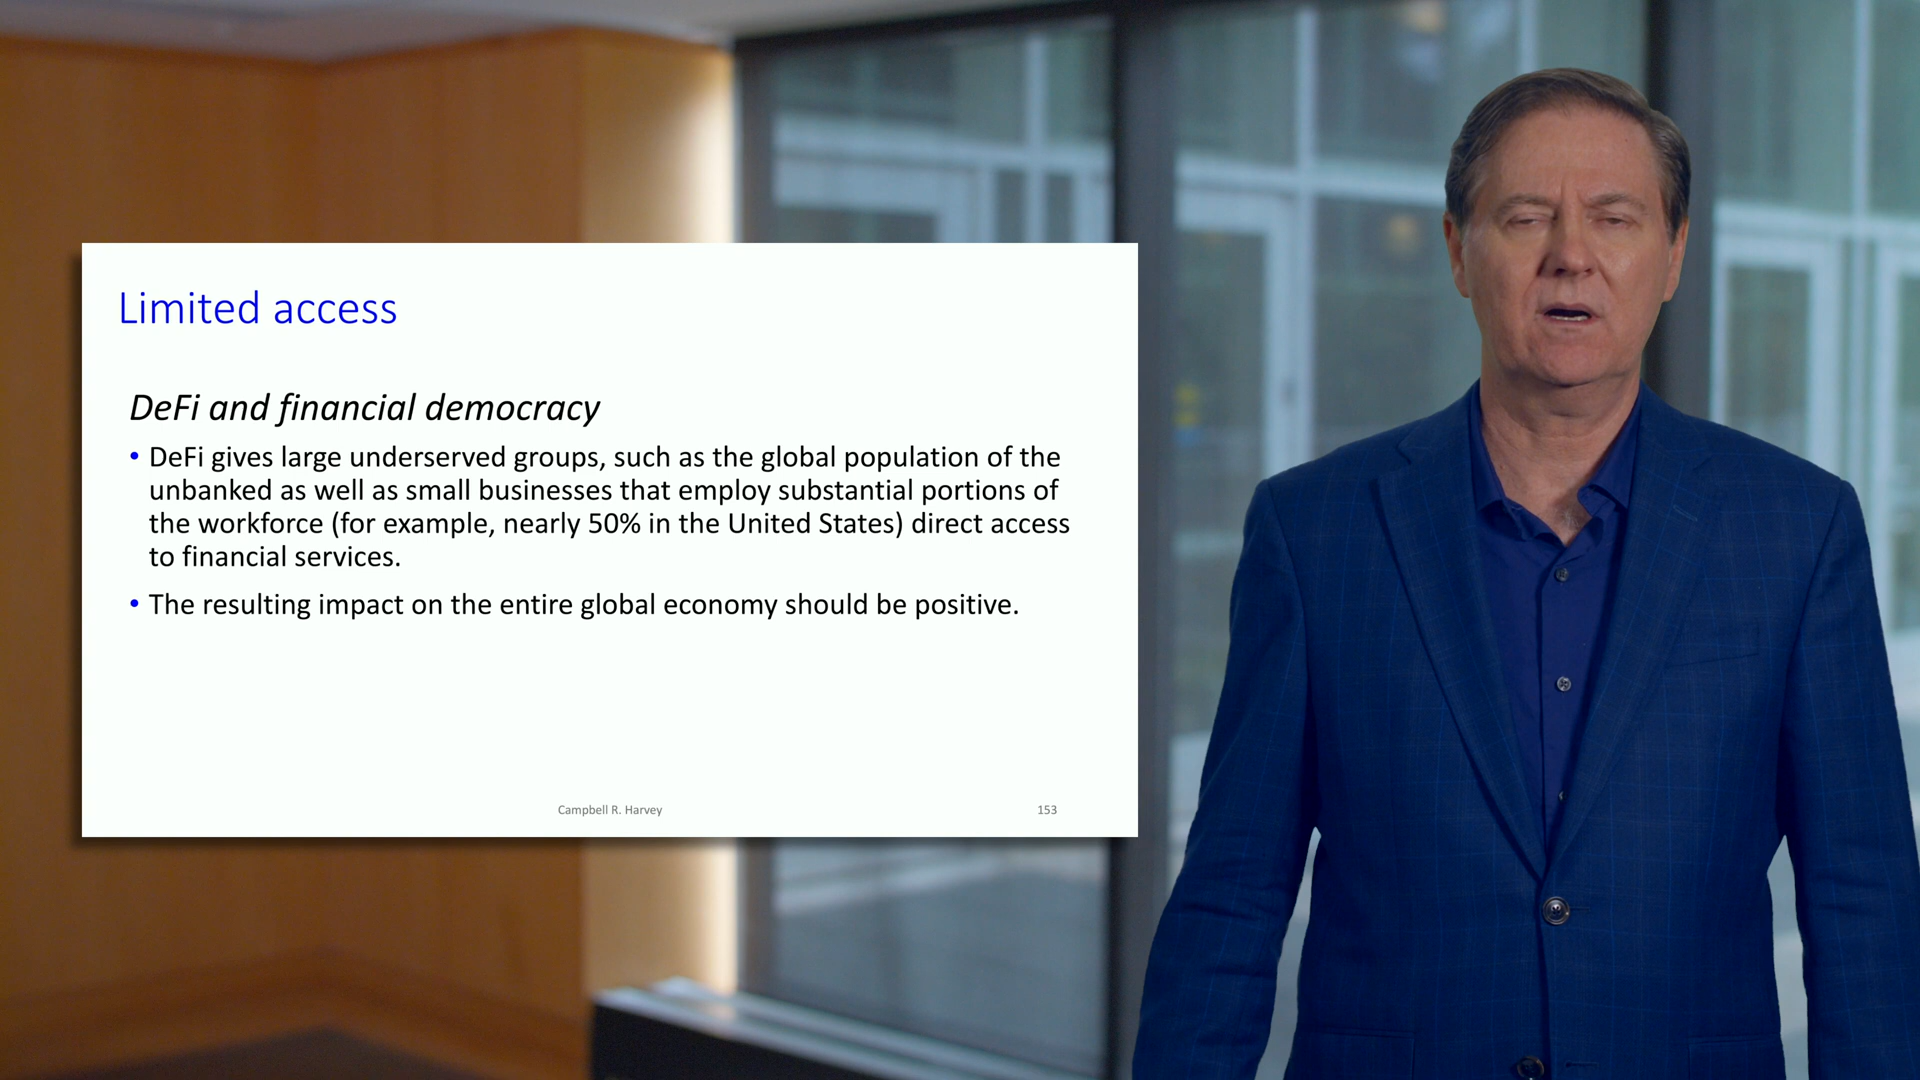 Limited access
DeFi and financial democracy
• DeFi gives large underserved groups, such as the global population of the
unbanked as well as small businesses that employ substantial portions of
the workforce (for example, nearly 50% in the United States) direct access
to financial services.
• The resulting impact on the entire global economy should be positive.
Campbell R. Harvey
153